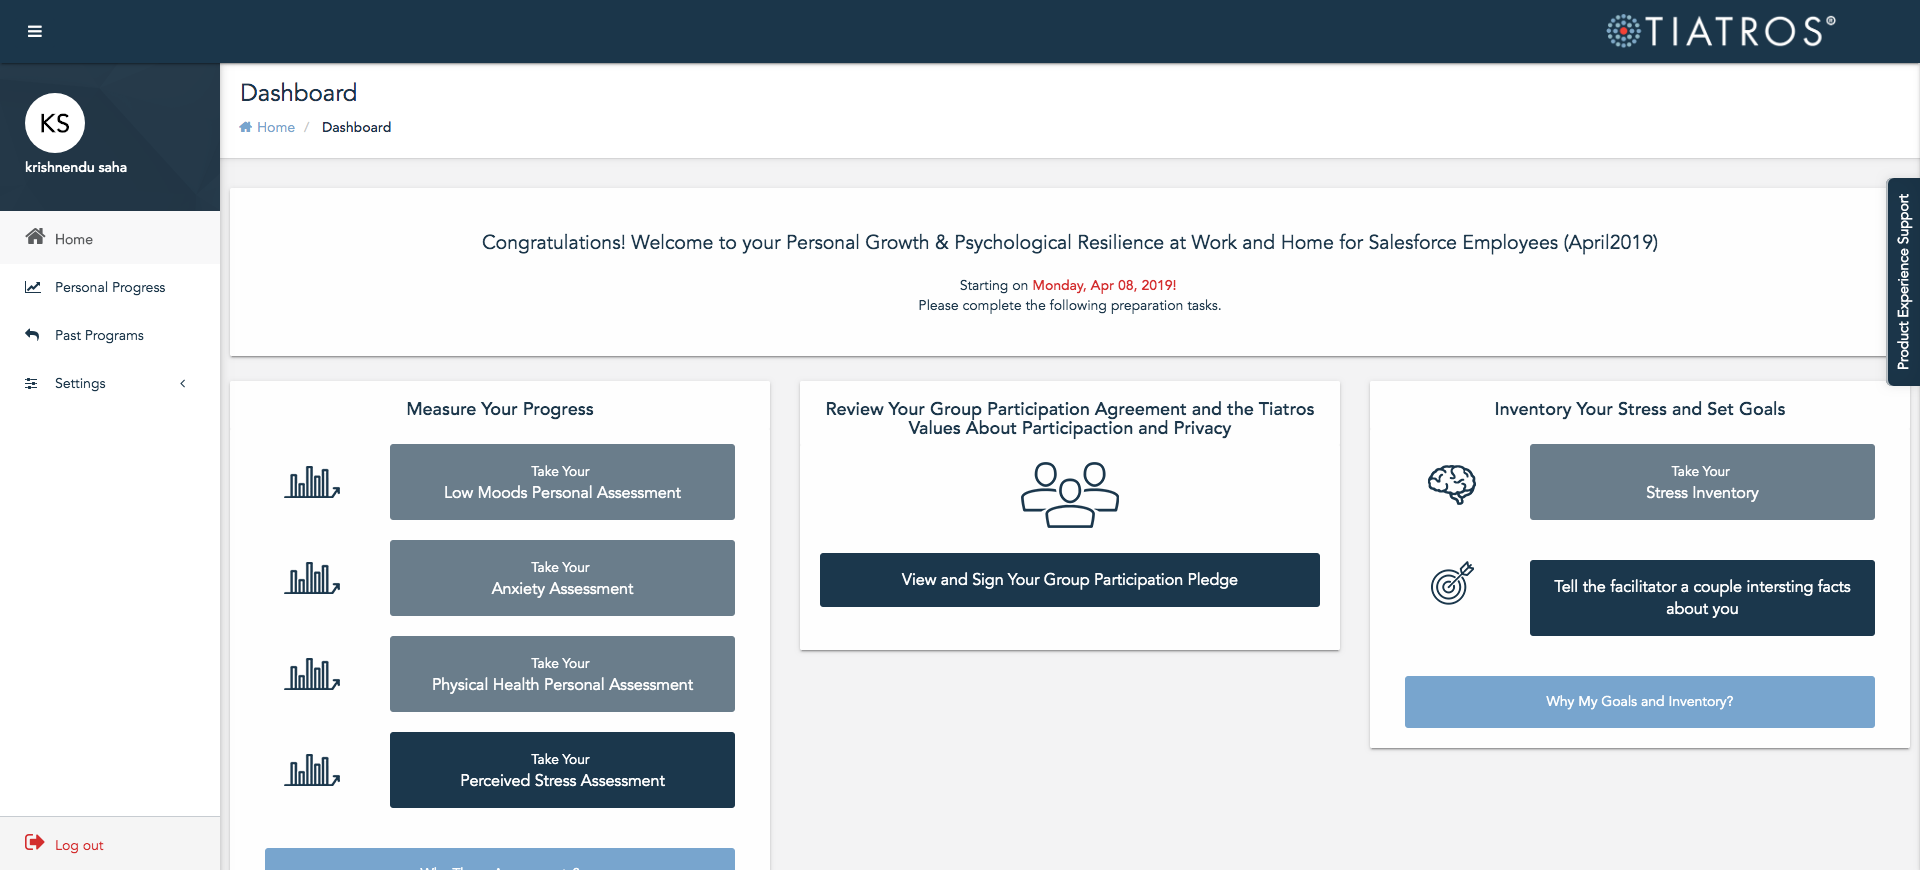 TIATROS®
KS
krishnendu saha
Home
Personal Progress
Past Programs
Settings
Log out
Dashboard
Home / Dashboard
Product Experience Support
Congratulations! Welcome to your Personal Growth & Psychological Resilience at Work and Home for Salesforce Employees (April2019)
Starting on Monday, Apr 08, 2019!
Please complete the following preparation tasks.
Measure Your Progress
Take Your
Low Moods Personal Assessment
Take Your
Anxiety Assessment
Take Your
Physical Health Personal Assessment
Take Your
Perceived Stress Assessment
Review Your Group Participation Agreement and the Tiatros
Values About Participaction and Privacy
View and Sign Your Group Participation Pledge
Inventory Your Stress and Set Goals
Take Your
Stress Inventory
Tell the facilitator a couple intersting facts
about you
Why My Goals and Inventory?